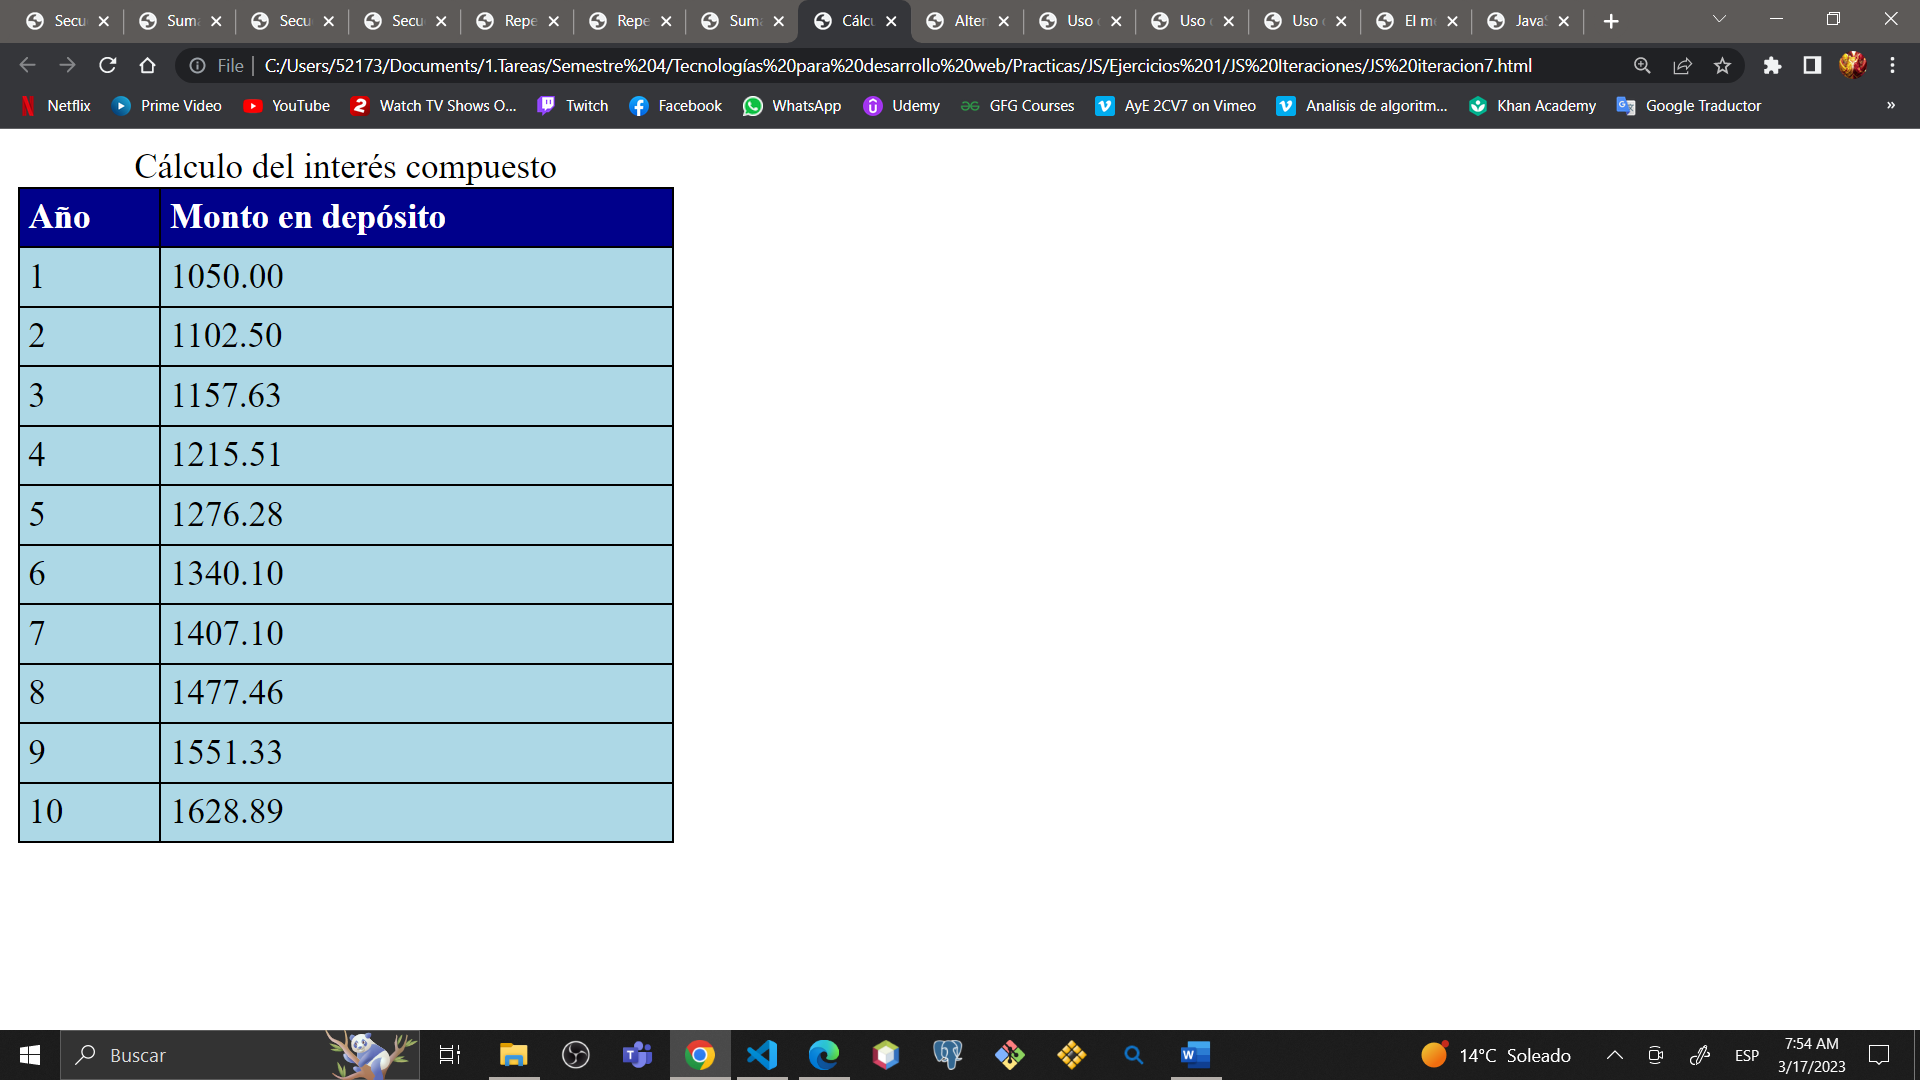 Secu Suma Secu Secu Repe Repe Suma Cálcu Alter Uso Uso Uso El m JavaS
File C:/Users/52173/Documents/1.Tareas/Semestre%204/Tecnologías%20para%20desarrollo%20web/Practicas/JS/Ejercicios%201/JS%20Iteraciones/JS%20iteracion7.html
Netflix Prime Video YouTube Watch TV Shows O... Twitch Facebook WhatsApp Udemy GFG Courses AyE 2CV7 on Vimeo Analisis de algoritm... Khan Academy Google Traductor »
Cálculo del interés compuesto
Año Monto en depósito
1 1050.00
2 1102.50
3 1157.63
4 1215.51
5 1276.28
6 1340.10
7 1407.10
8 1477.46
9 1551.33
10 1628.89
Buscar 14°C Soleado ESP 7:54 AM
3/17/2023